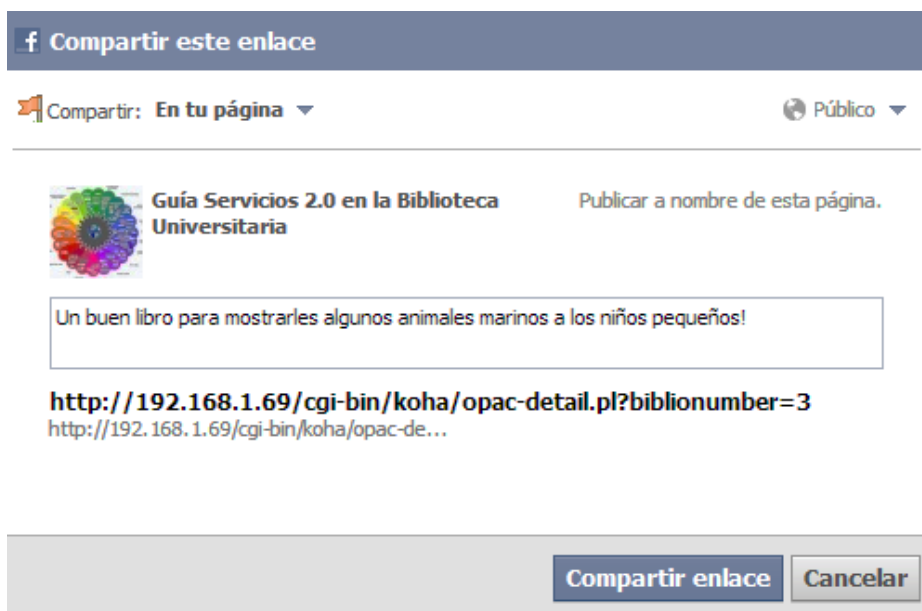 f Compartir este enlace
Compartir: En tu página Público
Guía Servicios 2.0 en la Biblioteca Publicar a nombre de esta página.
Universitaria
Un buen libro para mostrarles algunos animales marinos a los niños pequeños!
http://192.168.1.69/cgi-bin/koha/opac-detail.pl?biblionumber=3
http://192.168.1.69/cgi-bin/koha/opac-de...
Compartir enlace Cancelar